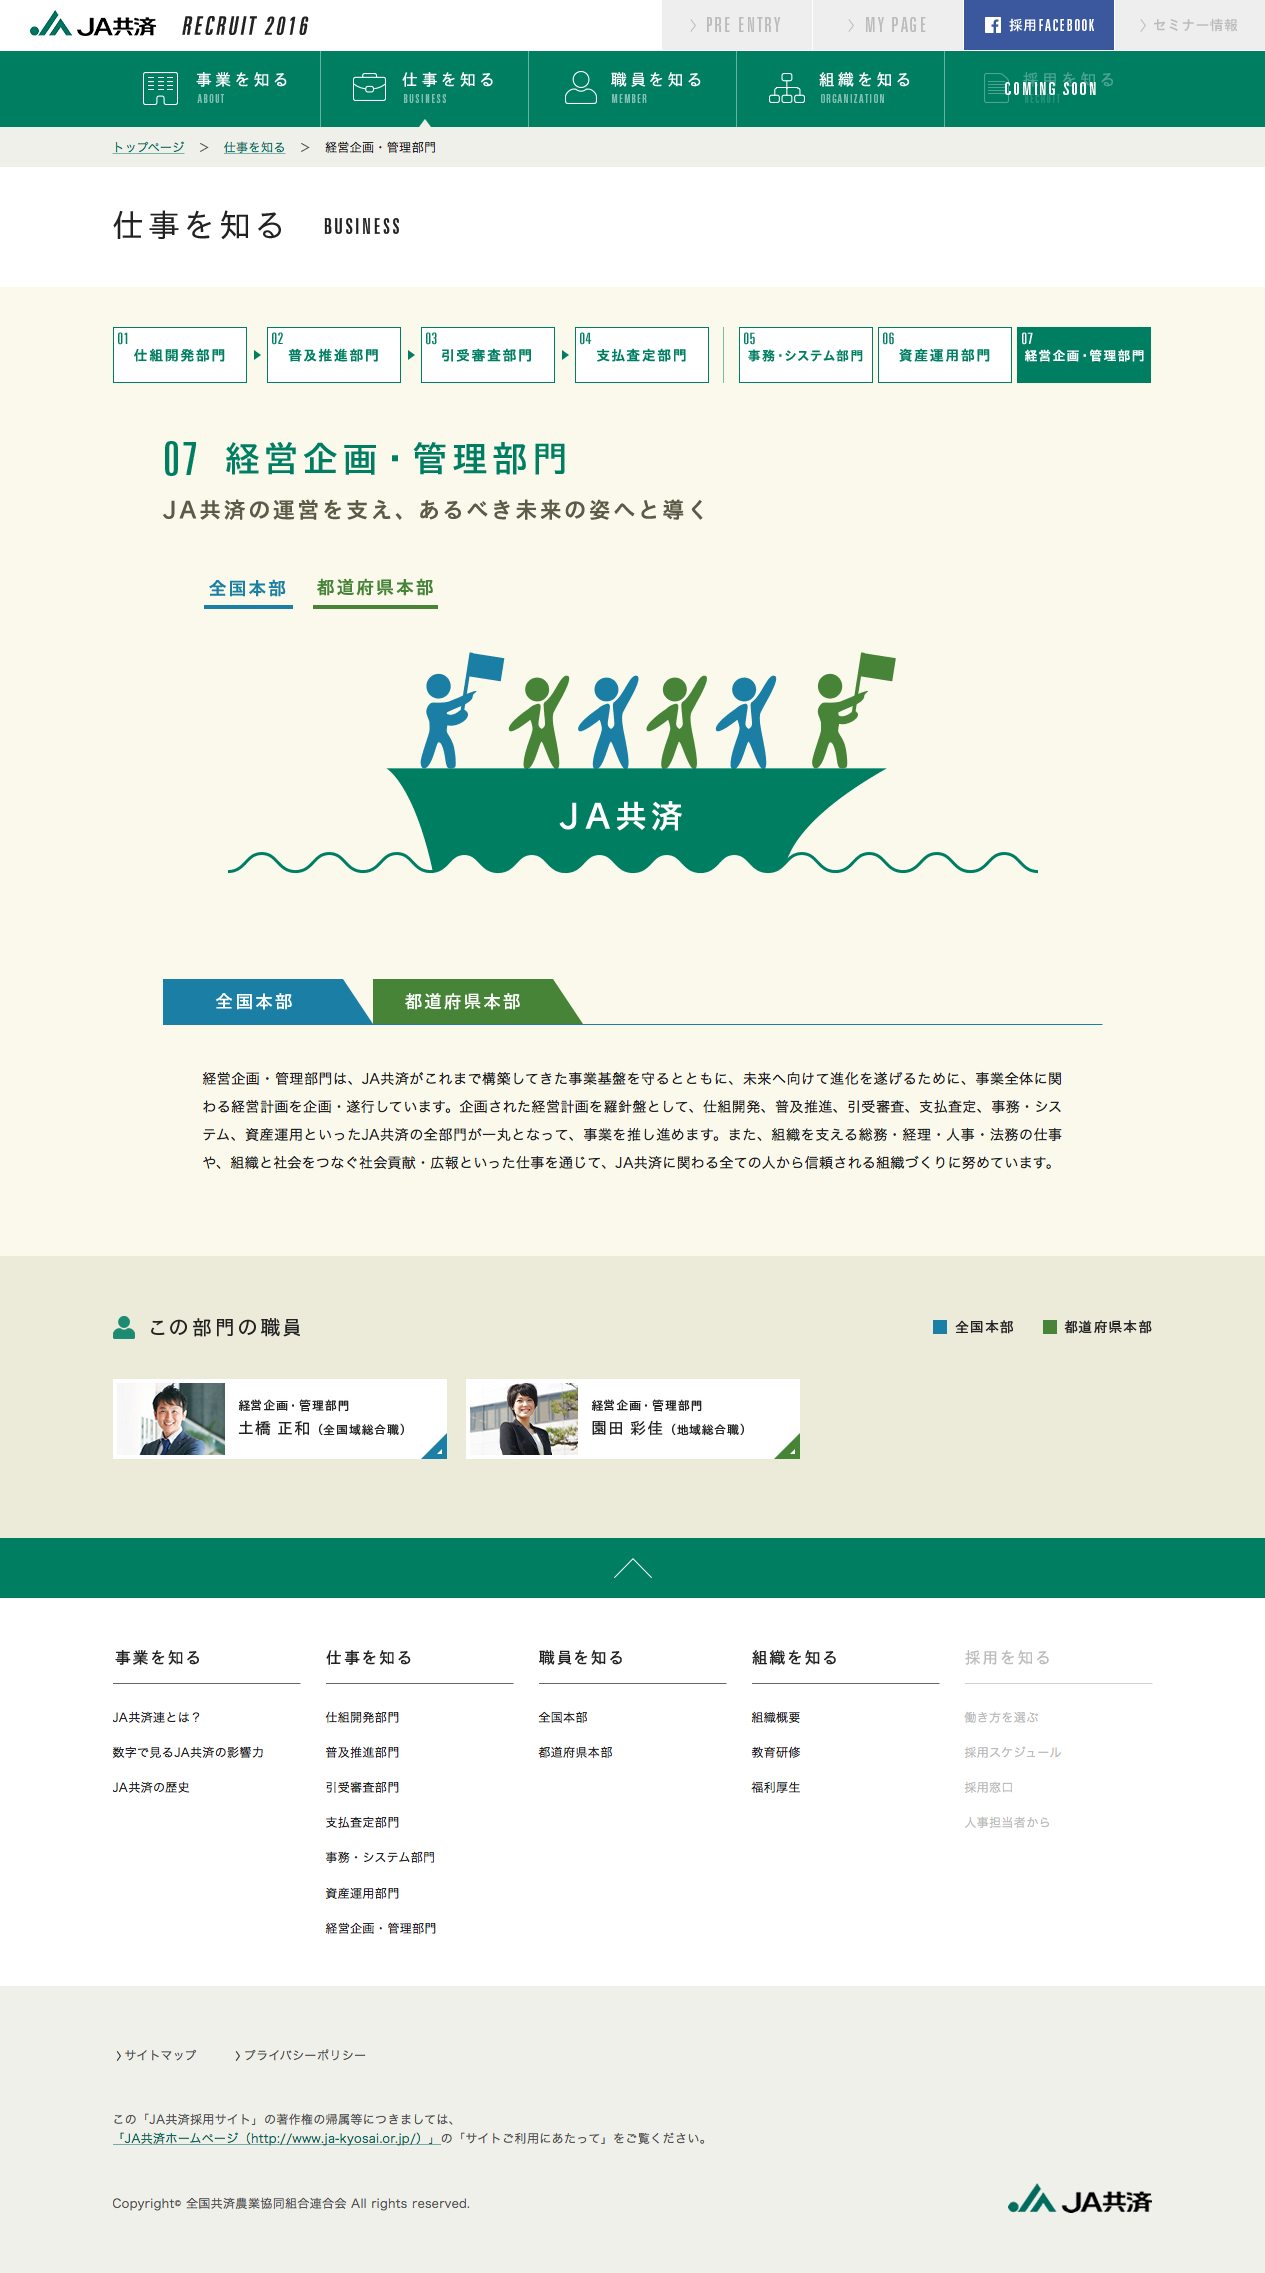 JA共済 RECRUIT 2016
PRE ENTRY
MY PAGE
採用FACEBOOK
セミナー情報
事業を知る
ABOUT
仕事を知る
BUSINESS
職員を知る
MEMBER
組織を知る
ORGANIZATION
採用を知る
RECRUIT
COMING SOON
トップページ > 仕事を知る > 経営企画・管理部門
仕事を知る BUSINESS
01 仕組開発部門
02 普及推進部門
03 引受審査部門
04 支払査定部門
05 事務・システム部門
06 資産運用部門
07 経営企画・管理部門
07 経営企画・管理部門
JA共済の運営を支え、あるべき未来の姿へと導く
全国本部 都道府県本部
JA共済
全国本部 都道府県本部
経営企画・管理部門は、JA共済がこれまで構築してきた事業基盤を守るとともに、未来へ向けて進化を遂げるために、事業全体に関
わる経営計画を企画・遂行しています。企画された経営計画を羅針盤として、仕組開発、普及推進、引受審査、支払査定、事務・シス
テム、資産運用といったJA共済の全部門が一丸となって、事業を推し進めます。また、組織を支える総務・経理・人事・法務の仕事
や、組織と社会をつなぐ社会貢献・広報といった仕事を通じて、JA共済に関わる全ての人から信頼される組織づくりに努めています。
この部門の職員
全国本部 都道府県本部
経営企画・管理部門
土橋 正和（全国域総合職）
経営企画・管理部門
園田 彩佳（地域総合職）
事業を知る
JA共済連とは？
数字で見るJA共済の影響力
JA共済の歴史
仕事を知る
仕組開発部門
普及推進部門
引受審査部門
支払査定部門
事務・システム部門
資産運用部門
経営企画・管理部門
職員を知る
全国本部
都道府県本部
組織を知る
組織概要
教育研修
福利厚生
採用を知る
働き方を選ぶ
採用スケジュール
採用窓口
人事担当者から
サイトマップ プライバシーポリシー
この「JA共済採用サイト」の著作権の帰属等につきましては、
「JA共済ホームページ（http://www.ja-kyosai.or.jp/）」の「サイトご利用にあたって」をご覧ください。
Copyright© 全国共済農業協同組合連合会 All rights reserved.
JA共済